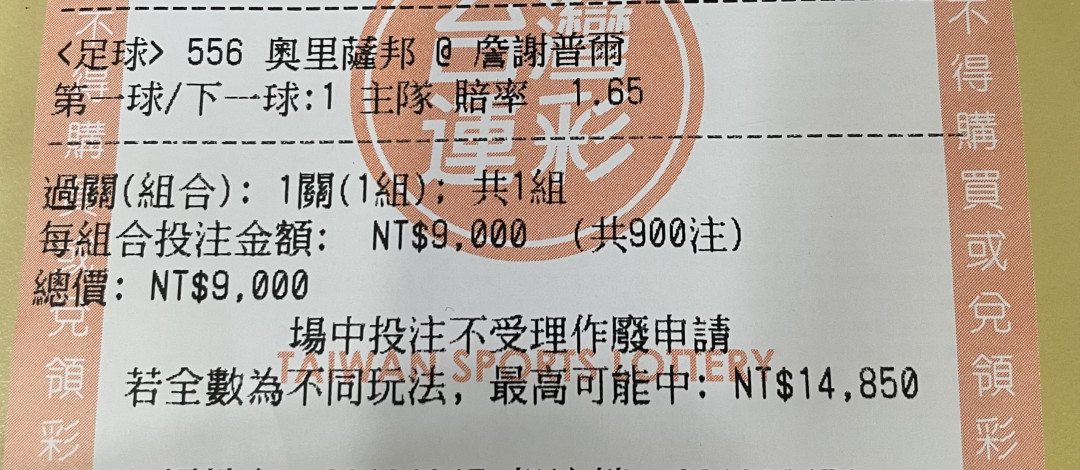 台灣
運彩
<足球> 556 奧里薩邦 @ 詹謝普爾
第一球/下一球:1 主隊 賠率 1.65
過關(組合): 1關(1組); 共1組
每組合投注金額: NT$9,000 (共900注)
總價: NT$9,000
場中投注不受理作廢申請
TAIWAN SPORTS LOTTERY
若全數為不同玩法, 最高可能中: NT$14,850
不得購買或兌領彩
不得購買或兌領彩